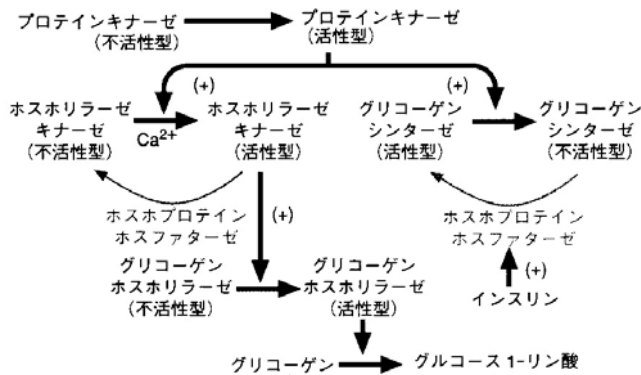 プロテインキナーゼ
(不活性型)
プロテインキナーゼ
(活性型)
(+)
(+)
ホスホリラーゼ
キナーゼ
(不活性型)
Ca2+
ホスホリラーゼ
キナーゼ
(活性型)
グリコーゲン
シンターゼ
(活性型)
グリコーゲン
シンターゼ
(不活性型)
ホスホプロテイン
ホスファターゼ
(+)
ホスホプロテイン
ホスファターゼ
(+)
インスリン
グリコーゲン
ホスホリラーゼ
(不活性型)
グリコーゲン
ホスホリラーゼ
(活性型)
グリコーゲン
グルコース 1-リン酸